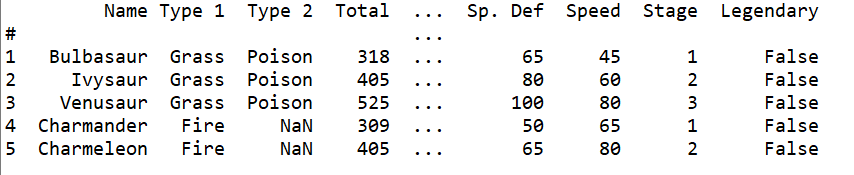 Name Type 1 Type 2 Total ... Sp. Def Speed Stage Legendary
# ...
1 Bulbasaur Grass Poison 318 ... 65 45 1 False
2 Ivysaur Grass Poison 405 ... 80 60 2 False
3 Venusaur Grass Poison 525 ... 100 80 3 False
4 Charmander Fire NaN 309 ... 50 65 1 False
5 Charmeleon Fire NaN 405 ... 65 80 2 False